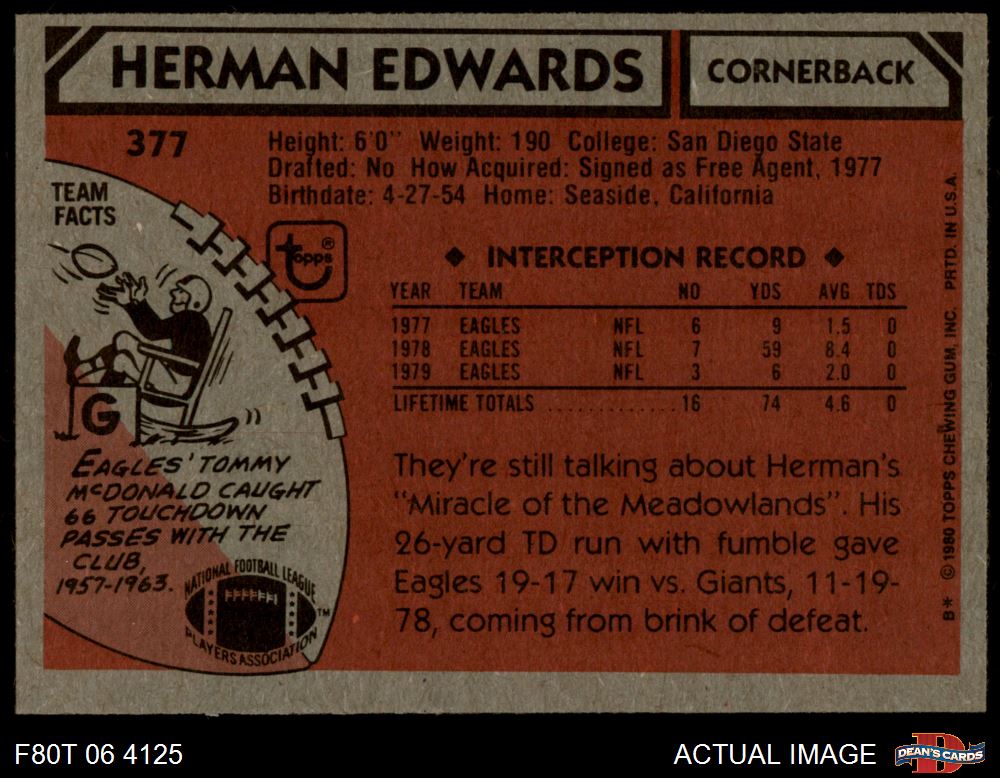 HERMAN EDWARDS
CORNERBACK
377
Height: 6'0" Weight: 190 College: San Diego State
Drafted: No How Acquired: Signed as Free Agent, 1977
Birthdate: 4-27-54 Home: Seaside, California
TEAM
FACTS
topps®
◆ INTERCEPTION RECORD ◆
YEAR TEAM NO YDS AVG TDS
1977 EAGLES NFL 6 9 1.5 0
1978 EAGLES NFL 7 59 8.4 0
1979 EAGLES NFL 3 6 2.0 0
LIFETIME TOTALS ............ 16 74 4.6 0
G
EAGLES' TOMMY
McDONALD CAUGHT
66 TOUCHDOWN
PASSES WITH THE
CLUB,
1957-1963.
NATIONAL FOOTBALL LEAGUE
PLAYERS ASSOCIATION
™
They're still talking about Herman's
"Miracle of the Meadowlands". His
26-yard TD run with fumble gave
Eagles 19-17 win vs. Giants, 11-19-
78, coming from brink of defeat.
B* © 1980 TOPPS CHEWING GUM, INC. PRTD. IN U.S.A.
F80T 06 4125
ACTUAL IMAGE
DEAN'S CARDS